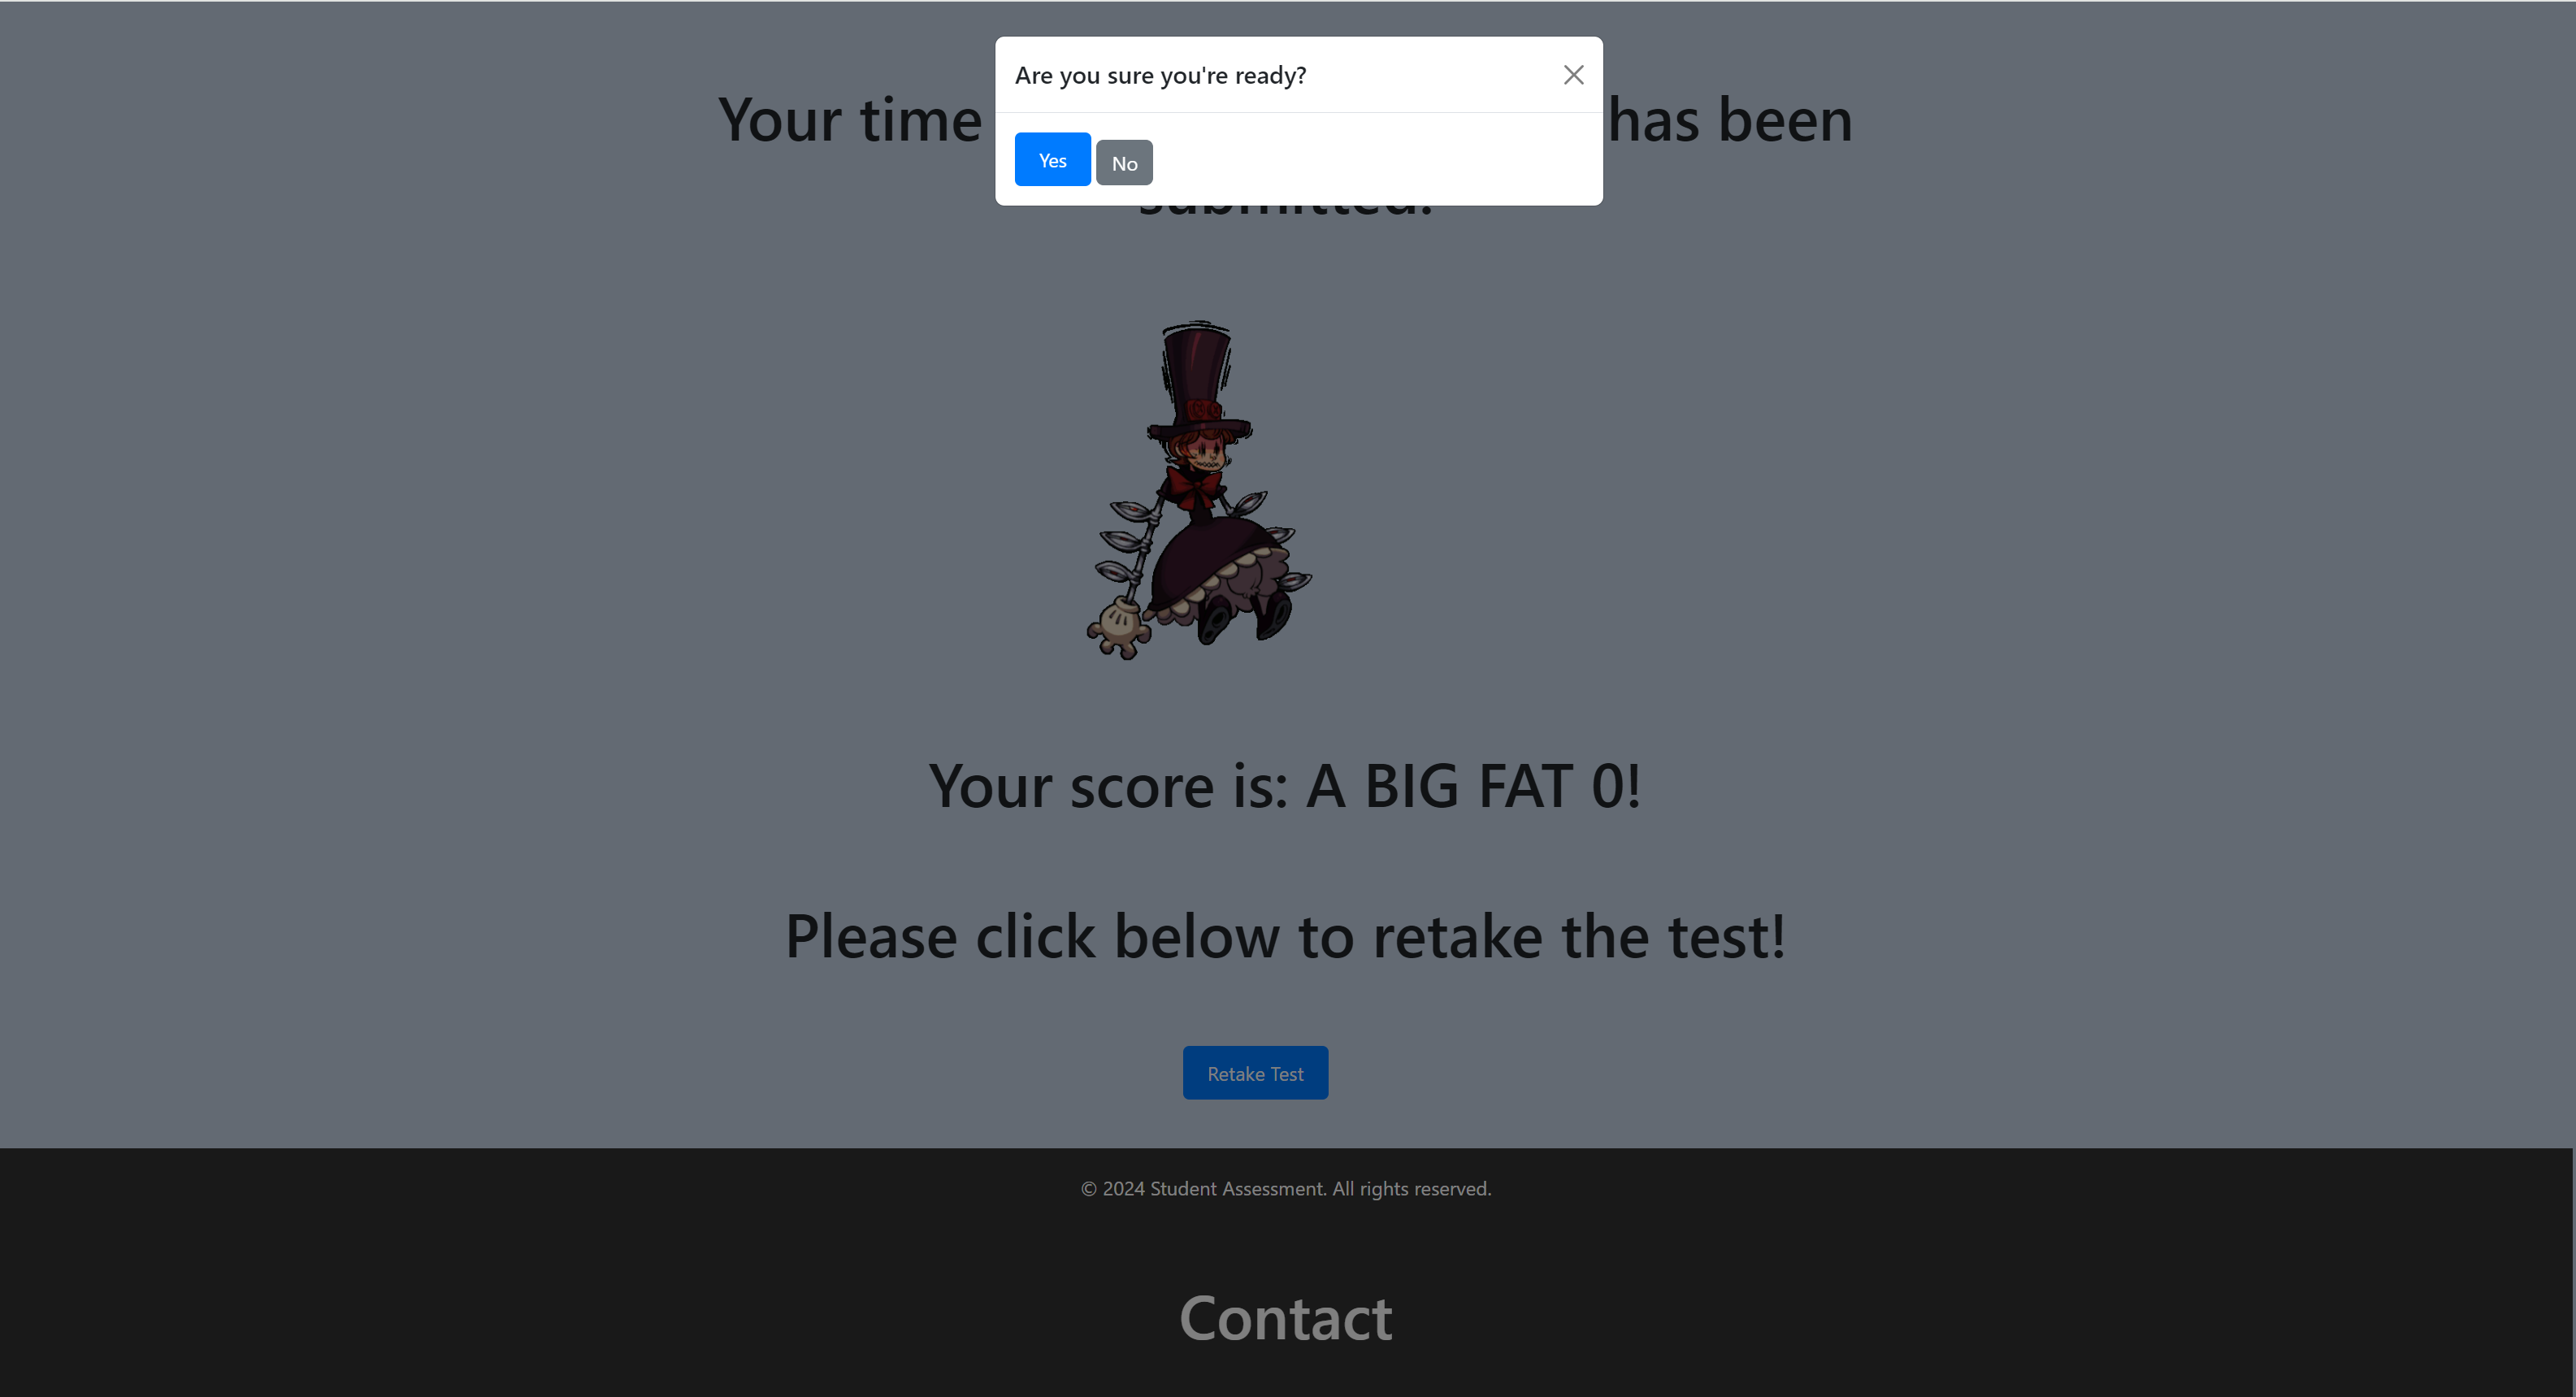 Are you sure you're ready?
Yes No
Your time has been
submitted!
Your score is: A BIG FAT 0!
Please click below to retake the test!
Retake Test
© 2024 Student Assessment. All rights reserved.
Contact